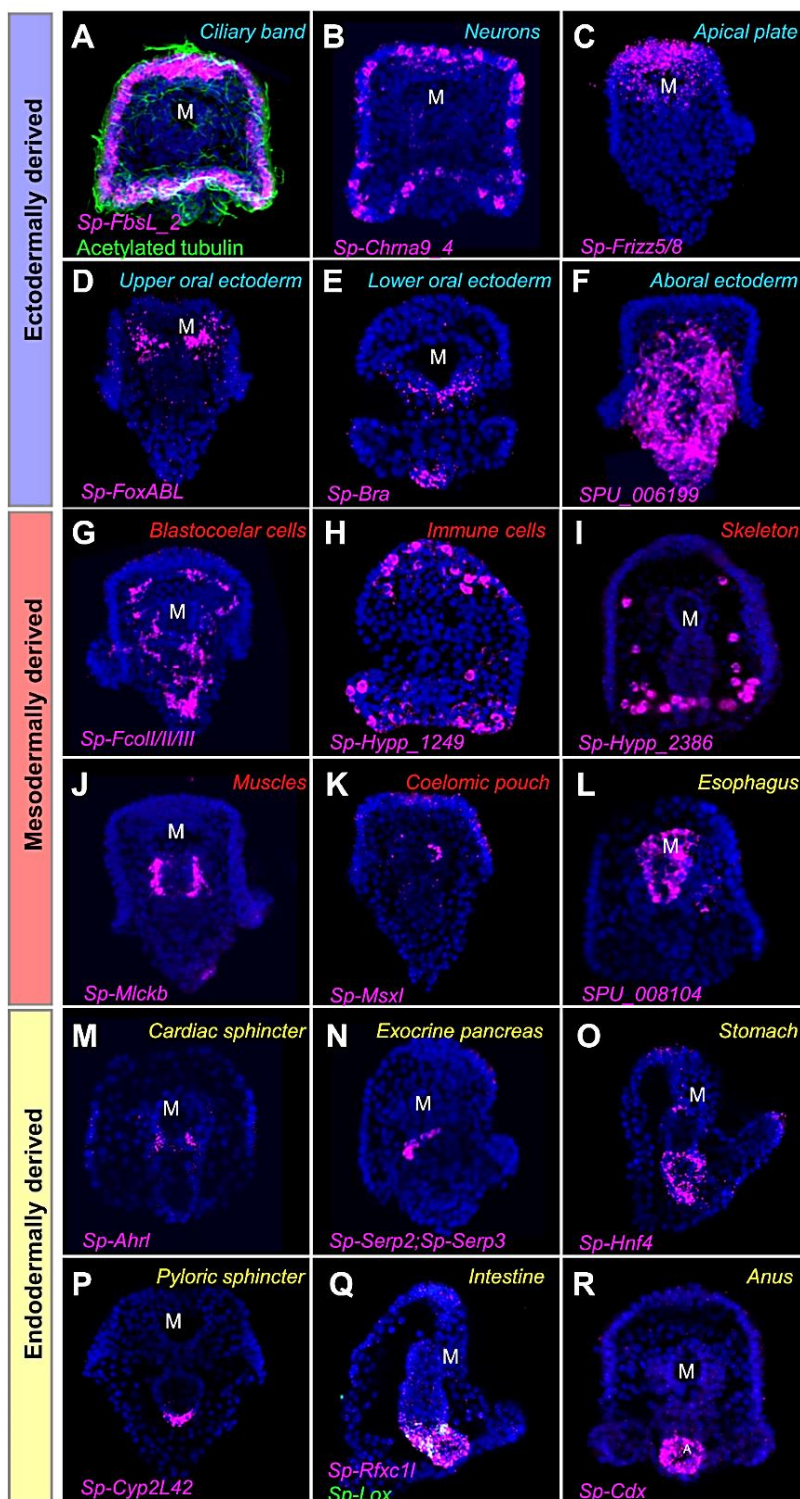 Ectodermally derived
A
Ciliary band
M
Sp-FbsL_2
Acetylated tubulin
B
Neurons
M
Sp-Chrna9_4
C
Apical plate
M
Sp-Frizz5/8
D
Upper oral ectoderm
M
Sp-FoxABL
E
Lower oral ectoderm
M
Sp-Bra
F
Aboral ectoderm
SPU_006199
Mesodermally derived
G
Blastocoelar cells
M
Sp-FcolI/II/III
H
Immune cells
Sp-Hypp_1249
I
Skeleton
M
Sp-Hypp_2386
J
Muscles
M
Sp-Mlckb
K
Coelomic pouch
Sp-Msxl
L
Esophagus
M
SPU_008104
Endodermally derived
M
Cardiac sphincter
M
Sp-Ahrl
N
Exocrine pancreas
M
Sp-Serp2;Sp-Serp3
O
Stomach
M
Sp-Hnf4
P
Pyloric sphincter
M
Sp-Cyp2L42
Q
Intestine
M
Sp-Rfxc1l
Sp-Lox
R
Anus
M
A
Sp-Cdx